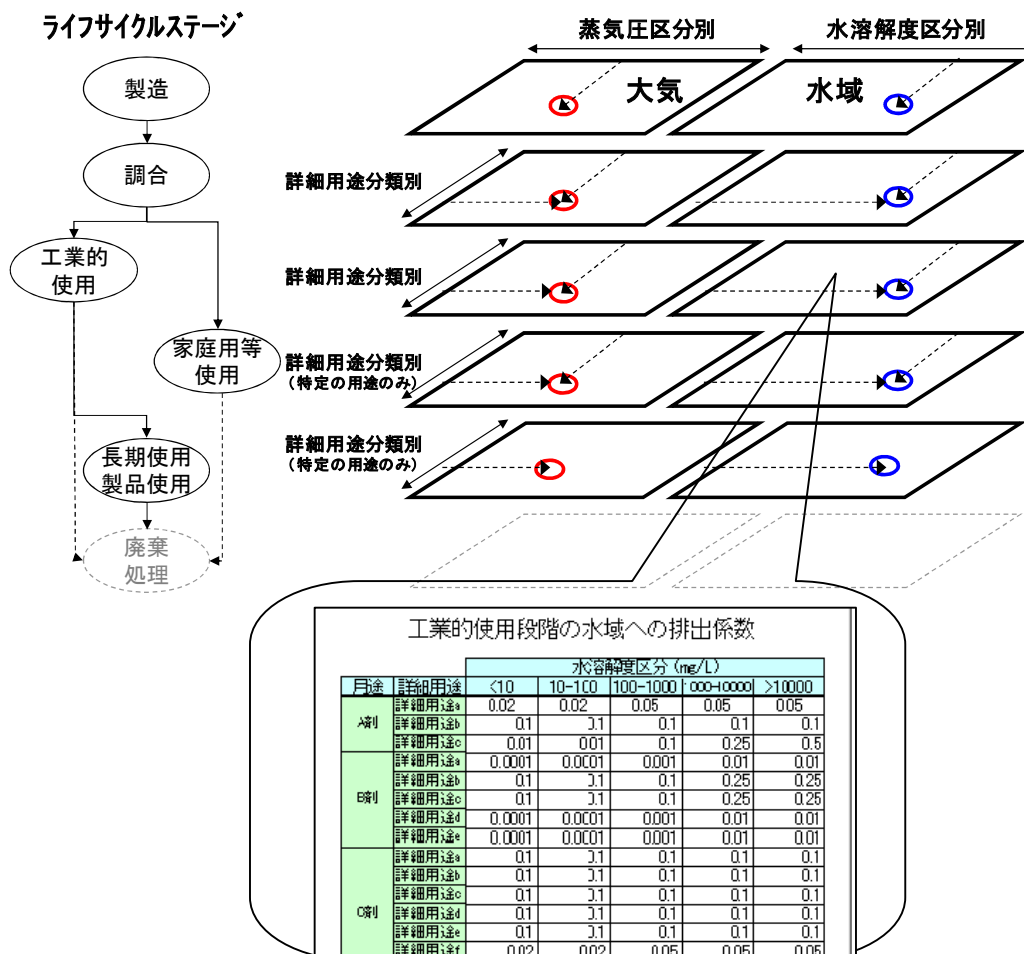 ライフサイクルステージ
製造
調合
工業的
使用
家庭用等
使用
長期使用
製品使用
廃棄
処理
蒸気圧区分別
水溶解度区分別
大気
水域
詳細用途分類別
詳細用途分類別
詳細用途分類別
(特定の用途のみ)
詳細用途分類別
(特定の用途のみ)
工業的使用段階の水域への排出係数
水溶解度区分 (mg/L)
用途 詳細用途 <10 10-100 100-1000 1000-10000 >10000
A剤
詳細用途a 0.02 0.02 0.05 0.05 0.05
詳細用途b 0.1 0.1 0.1 0.1 0.1
詳細用途c 0.01 0.01 0.1 0.25 0.5
B剤
詳細用途a 0.0001 0.0001 0.001 0.01 0.01
詳細用途b 0.1 0.1 0.1 0.25 0.25
詳細用途c 0.1 0.1 0.1 0.25 0.25
詳細用途d 0.0001 0.0001 0.001 0.01 0.01
詳細用途e 0.0001 0.0001 0.001 0.01 0.01
C剤
詳細用途a 0.1 0.1 0.1 0.1 0.1
詳細用途b 0.1 0.1 0.1 0.1 0.1
詳細用途c 0.1 0.1 0.1 0.1 0.1
詳細用途d 0.1 0.1 0.1 0.1 0.1
詳細用途e 0.1 0.1 0.1 0.1 0.1
詳細用途f 0.02 0.02 0.05 0.05 0.05